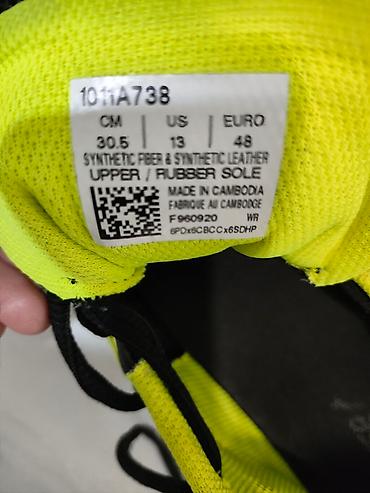 1011A738
CM | US | EURO
30.5 | 13 | 48
SYNTHETIC FIBER & SYNTHETIC LEATHER
UPPER / RUBBER SOLE
MADE IN CAMBODIA
FABRIQUE AU CAMBODGE
F960920 WR
6PDx6CBCCx6SDHP